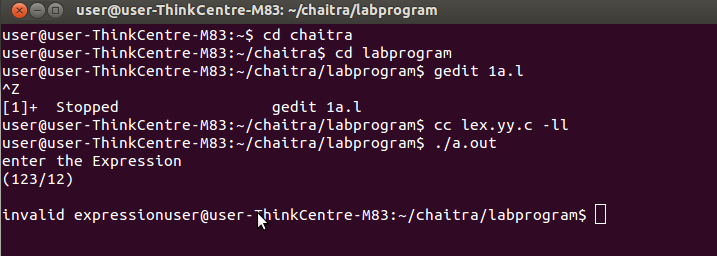 user@user-ThinkCentre-M83: ~/chaitra/labprogram
user@user-ThinkCentre-M83:~$ cd chaitra
user@user-ThinkCentre-M83:~/chaitra$ cd labprogram
user@user-ThinkCentre-M83:~/chaitra/labprogram$ gedit 1a.l
^Z
[1]+  Stopped                 gedit 1a.l
user@user-ThinkCentre-M83:~/chaitra/labprogram$ cc lex.yy.c -ll
user@user-ThinkCentre-M83:~/chaitra/labprogram$ ./a.out
enter the Expression
(123/12)
invalid expressionuser@user-ThinkCentre-M83:~/chaitra/labprogram$